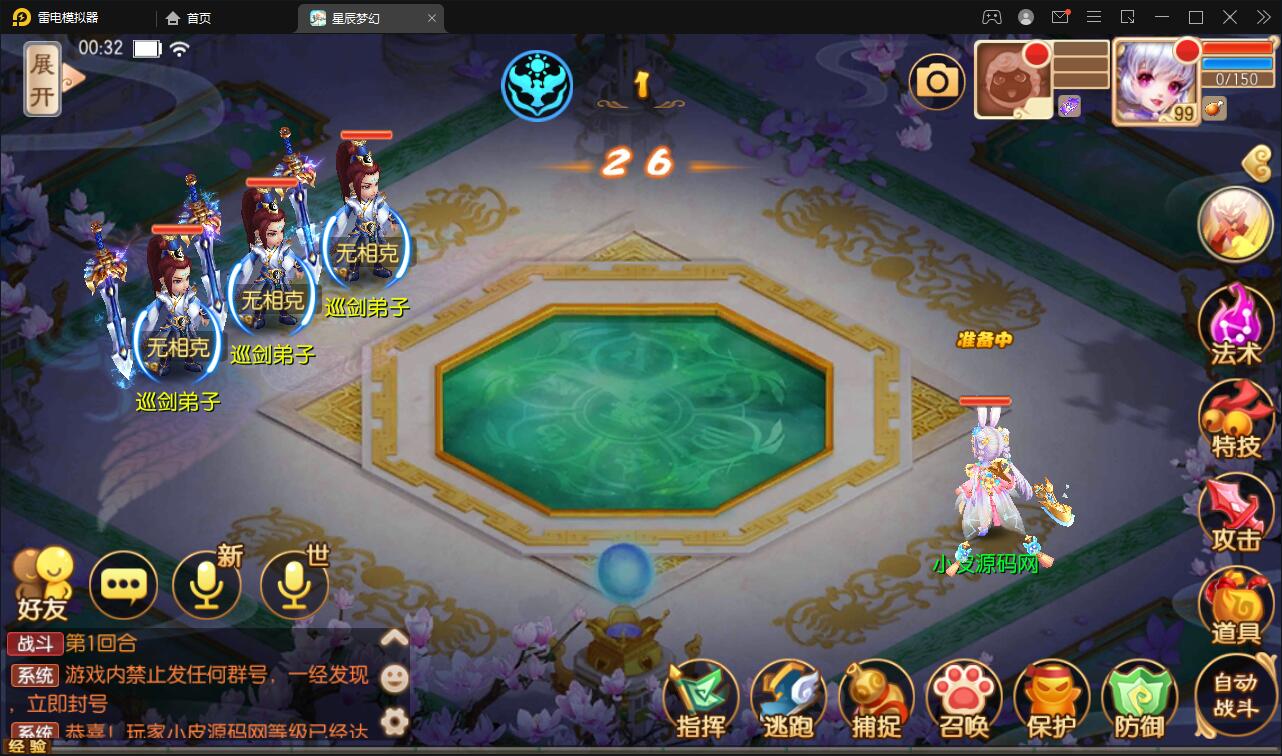 雷电模拟器
首页
星辰梦幻
展开
00:32
1
26
0/150
99
无相克
巡剑弟子
无相克
巡剑弟子
无相克
巡剑弟子
准备中
小皮源码网
法术
特技
攻击
道具
自动
战斗
好友
新
世
战斗 第1回合
系统 游戏内禁止发任何群号，一经发现
，立即封号
系统 恭喜！玩家小皮源码网等级已经达
经验
指挥
逃跑
捕捉
召唤
保护
防御